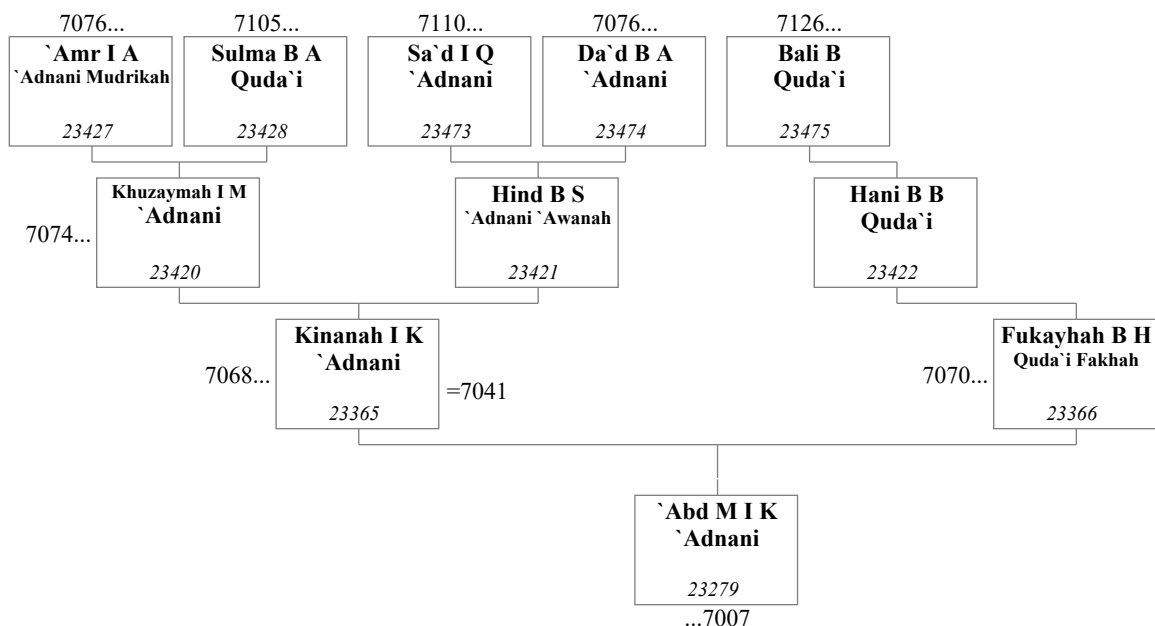 7076... 7105... 7110... 7076... 7126...
`Amr I A Sulma B A Sa`d I Q Da`d B A Bali B
`Adnani Mudrikah Quda`i `Adnani `Adnani Quda`i
23427 23428 23473 23474 23475
Khuzaymah I M Hind B S Hani B B
`Adnani `Adnani `Awanah Quda`i
7074...
23420 23421 23422
Kinanah I K Fukayhah B H
`Adnani Quda`i Fakhah
7068... =7041 7070...
23365 23366
`Abd M I K
`Adnani
23279
...7007